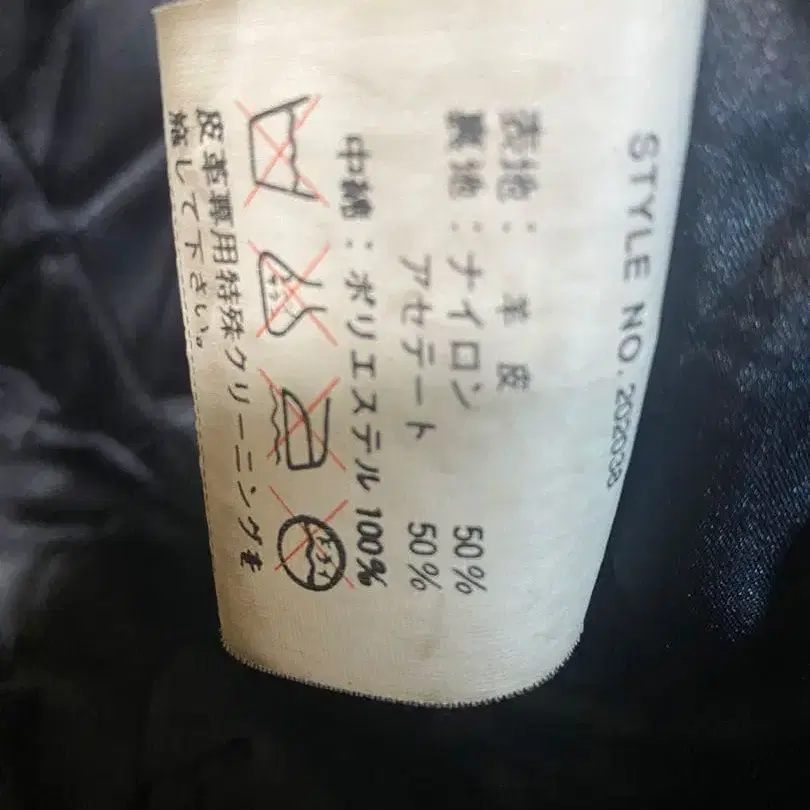 STYLE NO. 202038
表地： 羊 皮
裏地：ナイロン 50%
アセテート 50%
中綿：ポリエステル 100%
皮革専用特殊クリーニングを
施して下さい。